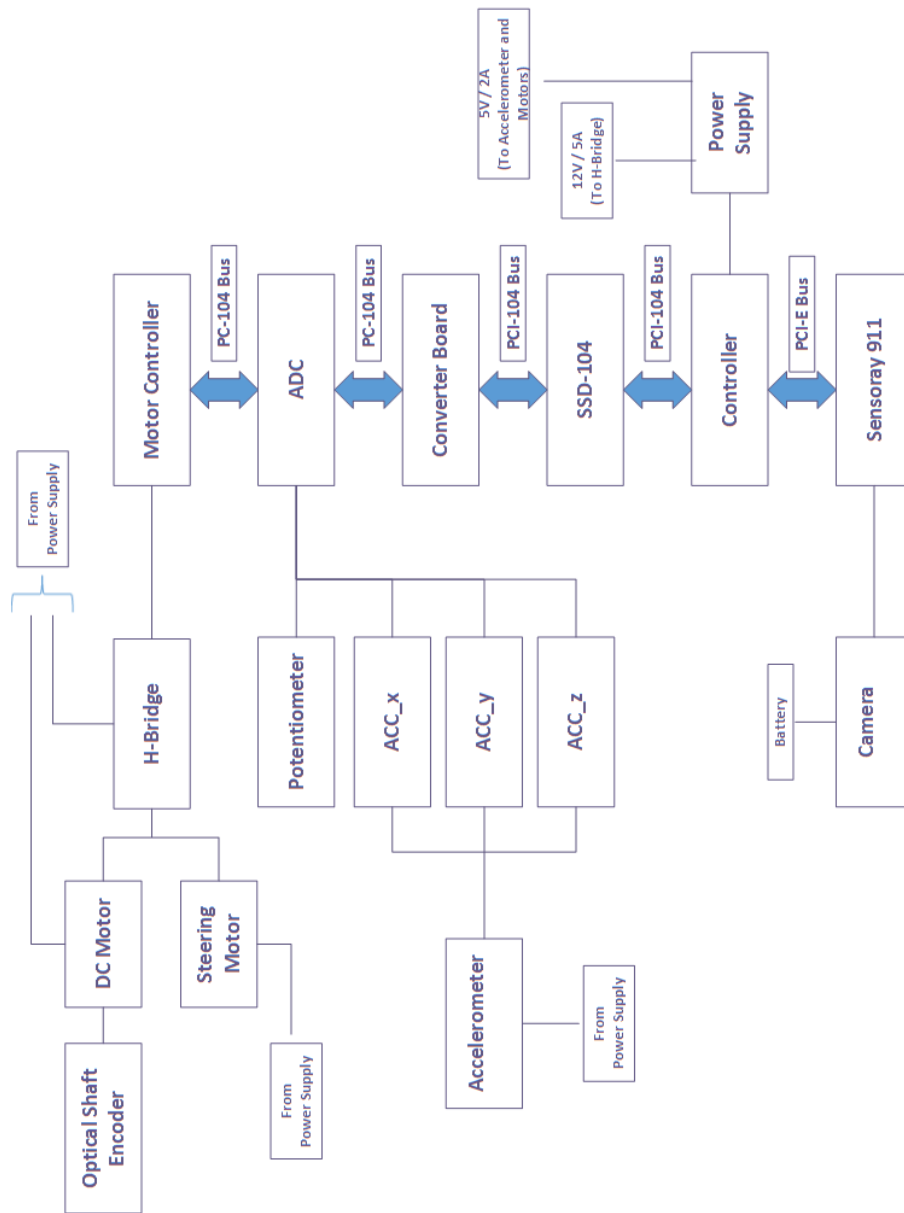 Optical Shaft
Encoder
DC Motor
Steering
Motor
From
Power Supply
H-Bridge
From
Power Supply
Motor Controller
PC-104 Bus
Accelerometer
From
Power Supply
Potentiometer
ACC_x
ACC_y
ACC_z
ADC
PC-104 Bus
Converter Board
PCI-104 Bus
SSD-104
PCI-104 Bus
Controller
PCI-E Bus
Sensoray 911
Camera
Battery
Power
Supply
12V / 5A
(To H-Bridge)
5V / 2A
(To Accelerometer and
Motors)